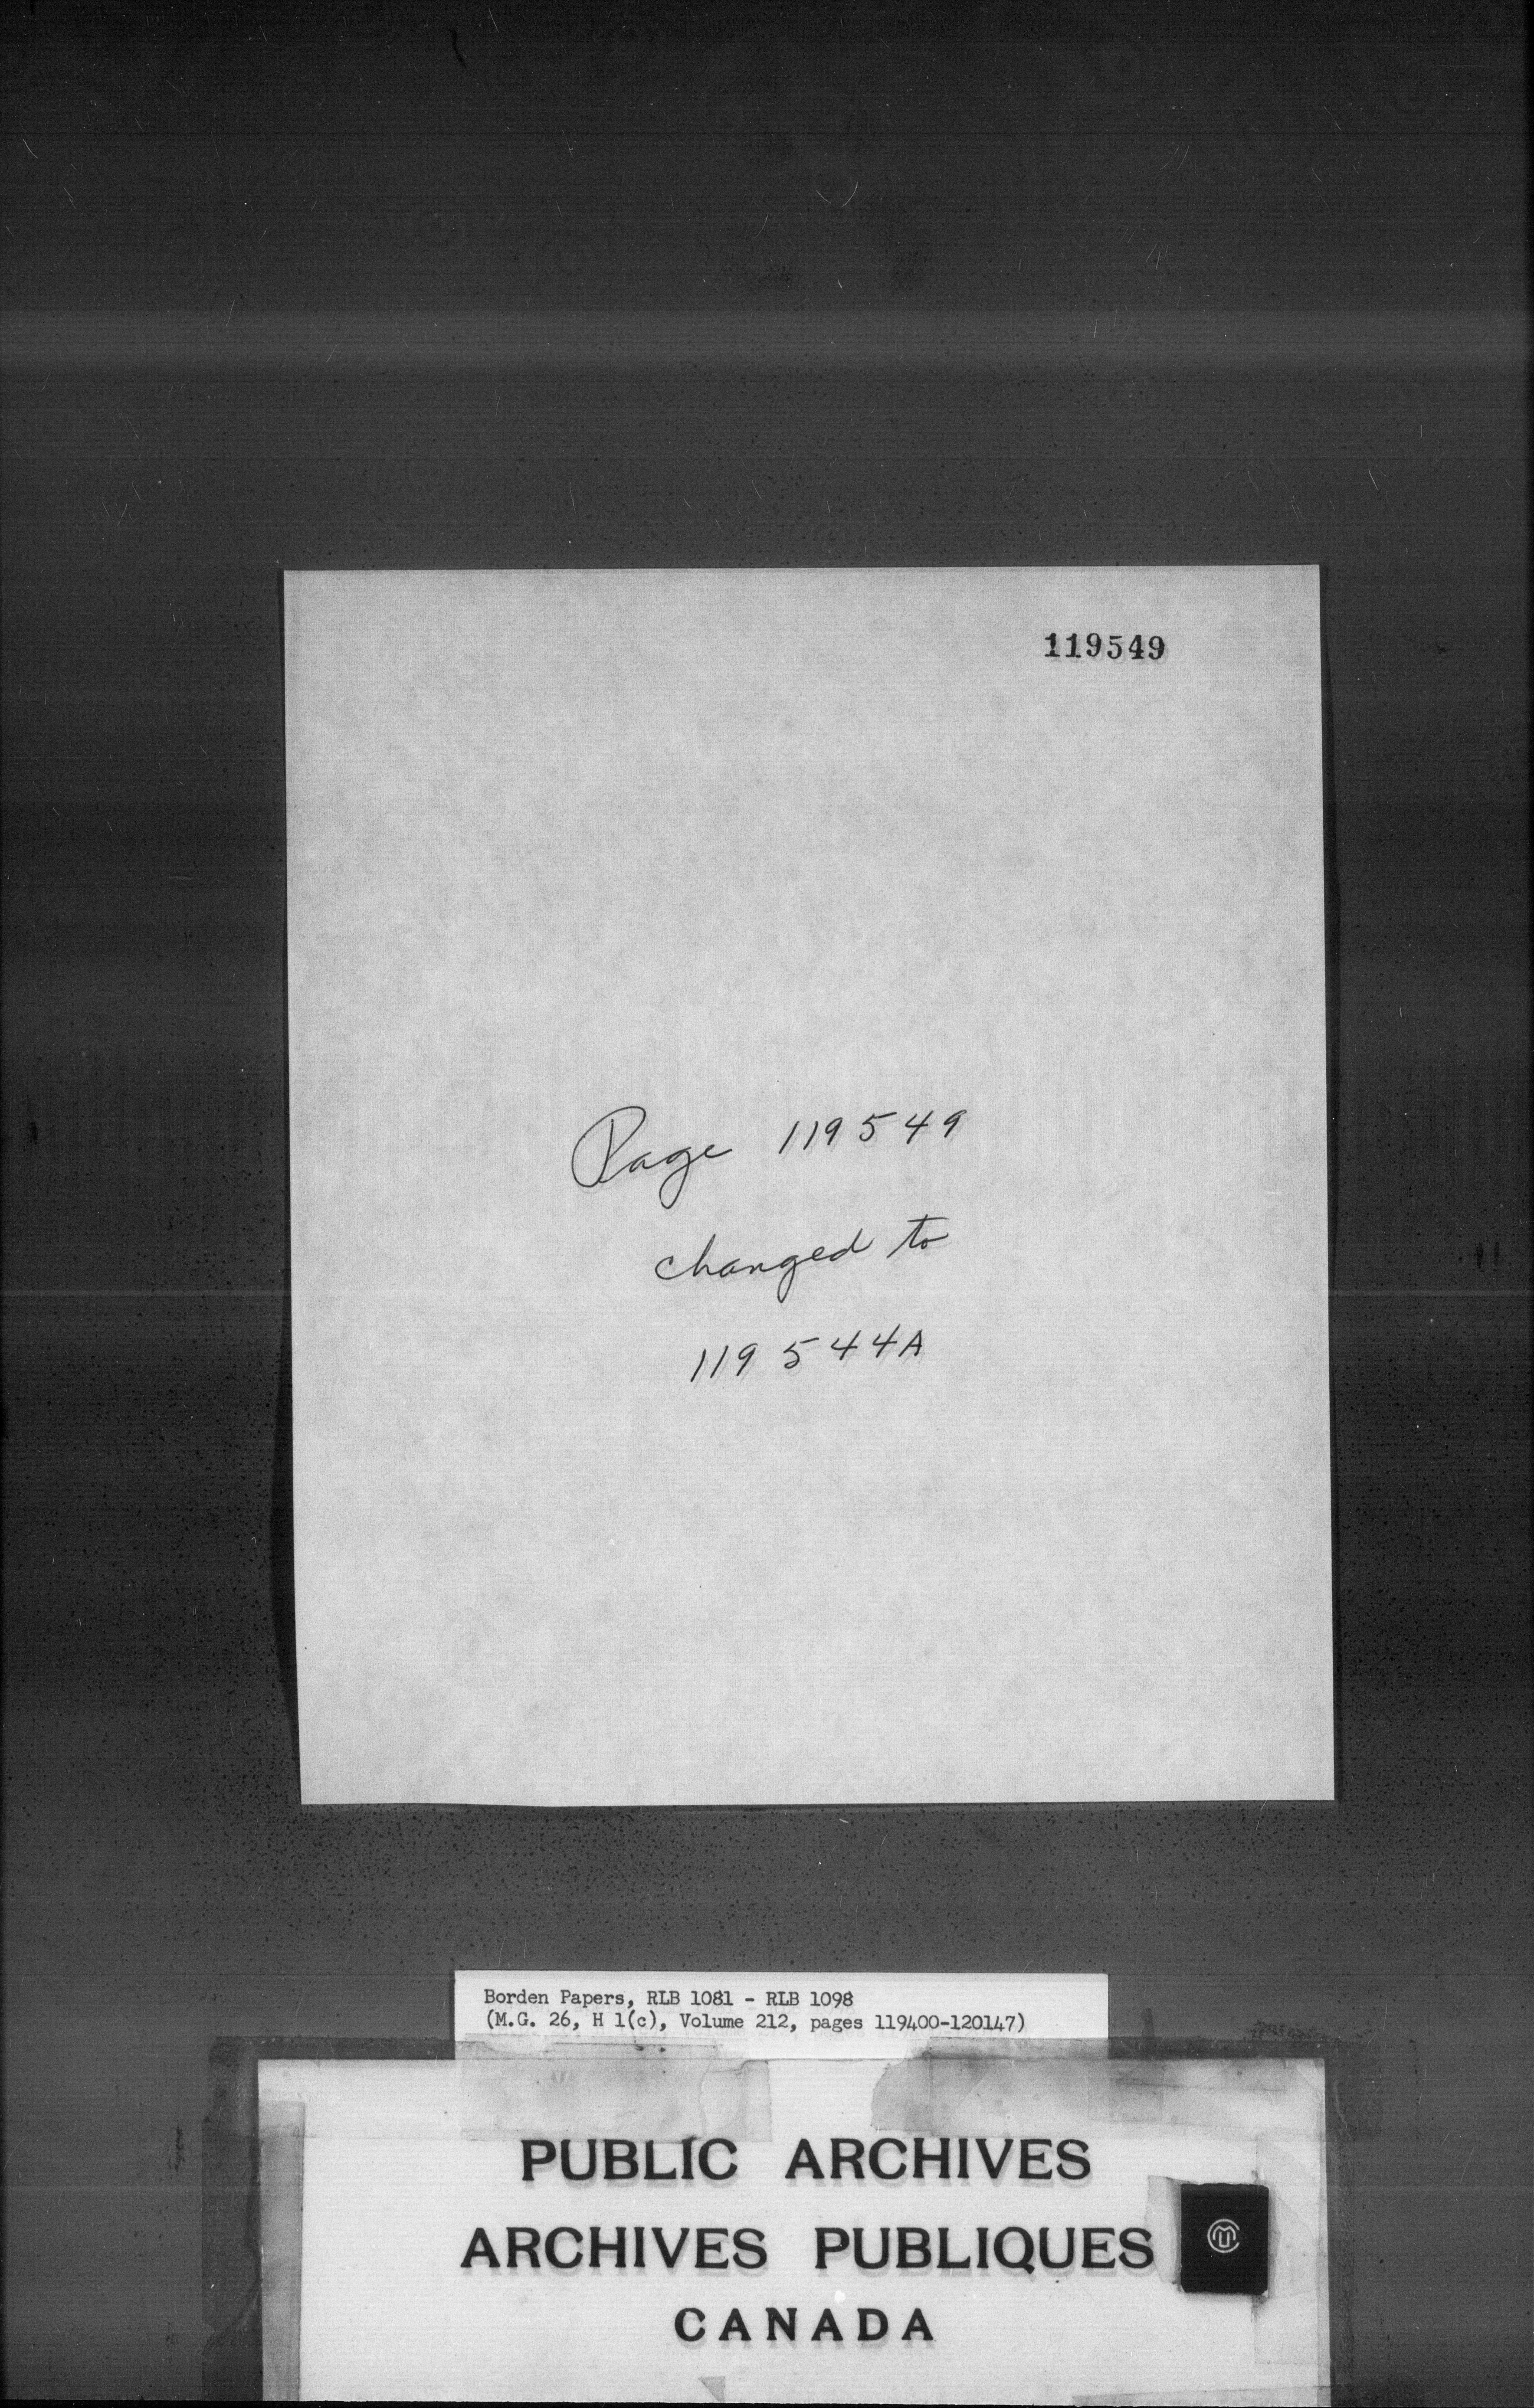 119549
Page 119549
changed to
119544A
Borden Papers, RLB 1081 - RLB 1098
(M.G. 26, H 1(c), Volume 212, pages 119400-120147)
PUBLIC ARCHIVES
ARCHIVES PUBLIQUES
CANADA